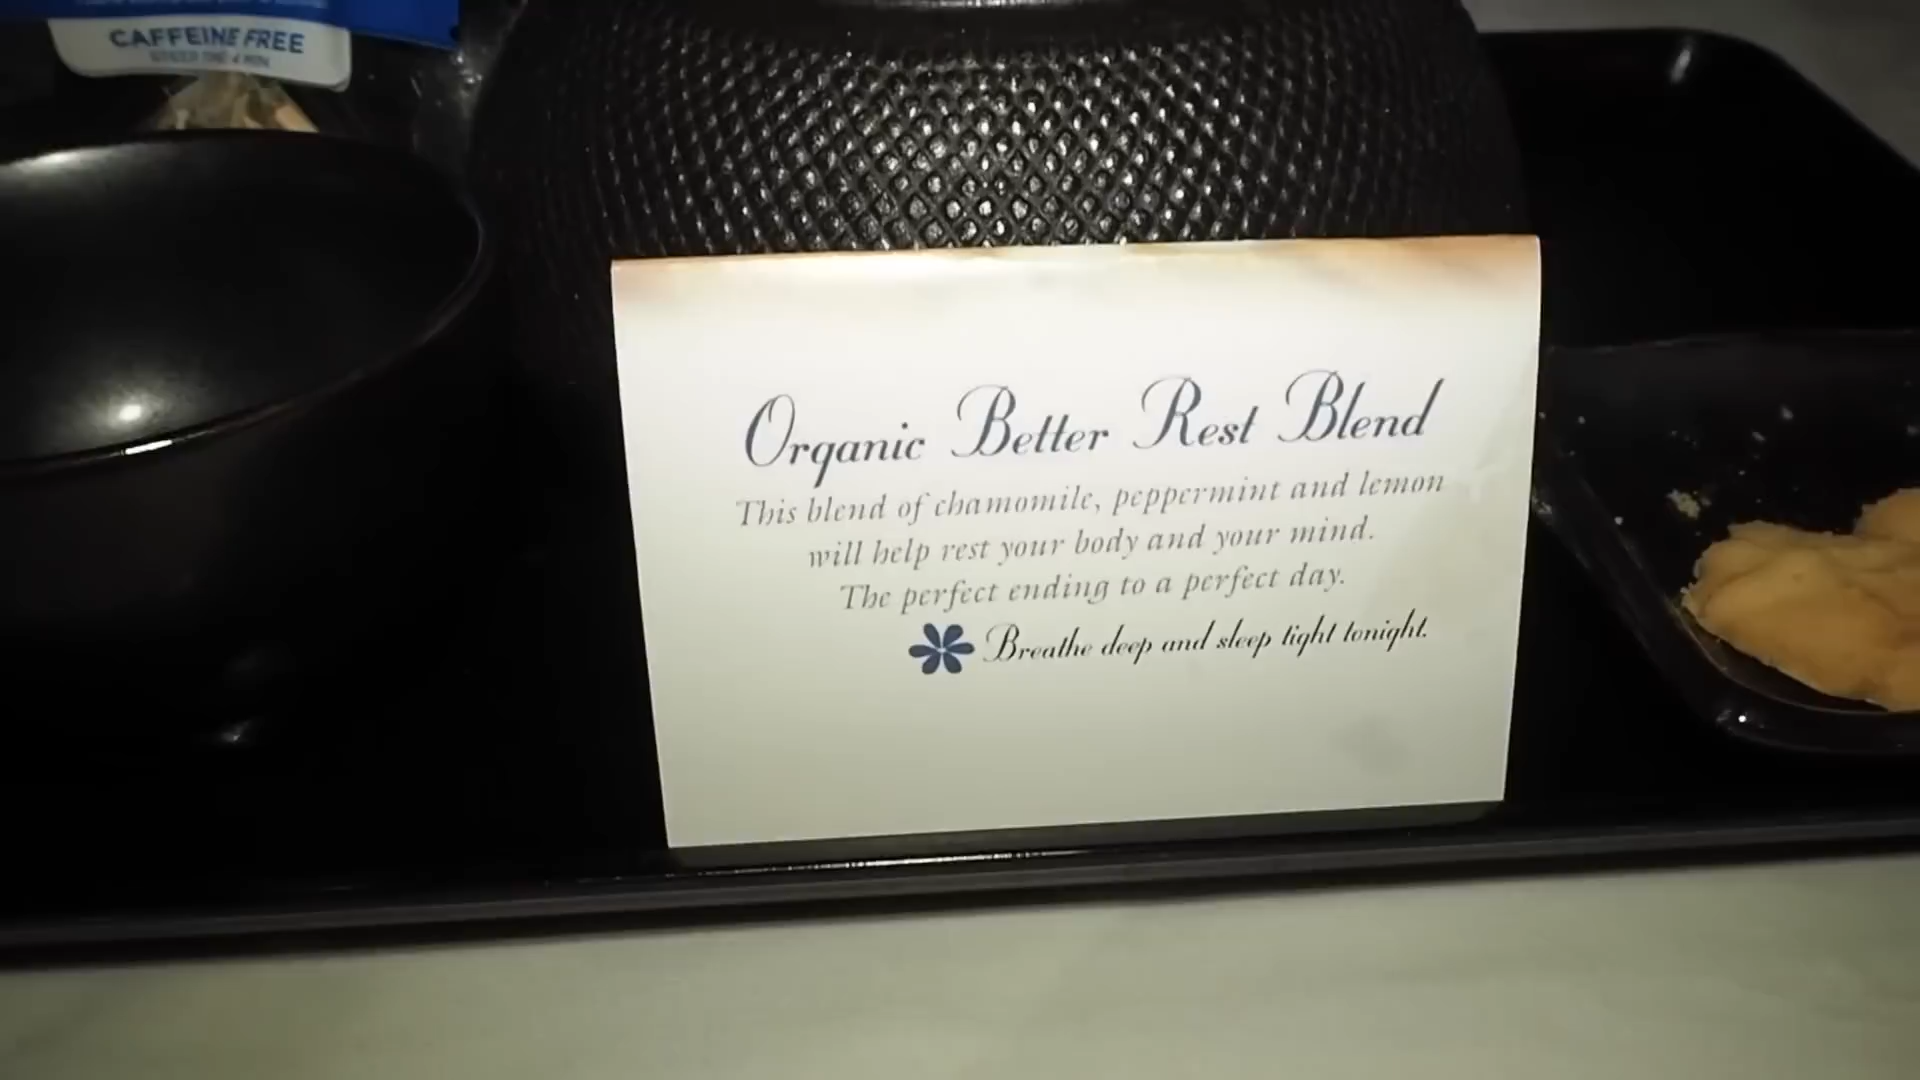 CAFFEINE FREE
Organic Better Rest Blend
This blend of chamomile, peppermint and lemon
will help rest your body and your mind.
The perfect ending to a perfect day.
Breathe deep and sleep tight tonight.